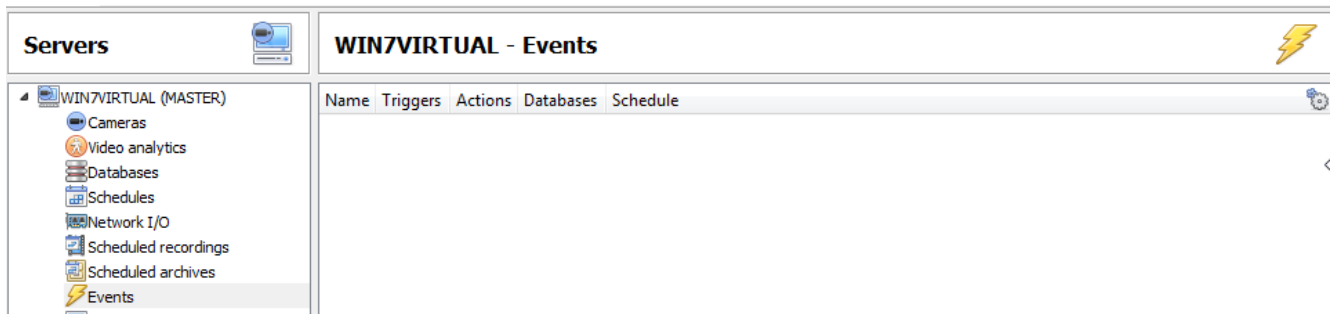 Servers
WIN7VIRTUAL - Events
WIN7VIRTUAL (MASTER)
Cameras
Video analytics
Databases
Schedules
Network I/O
Scheduled recordings
Scheduled archives
Events
Name Triggers Actions Databases Schedule